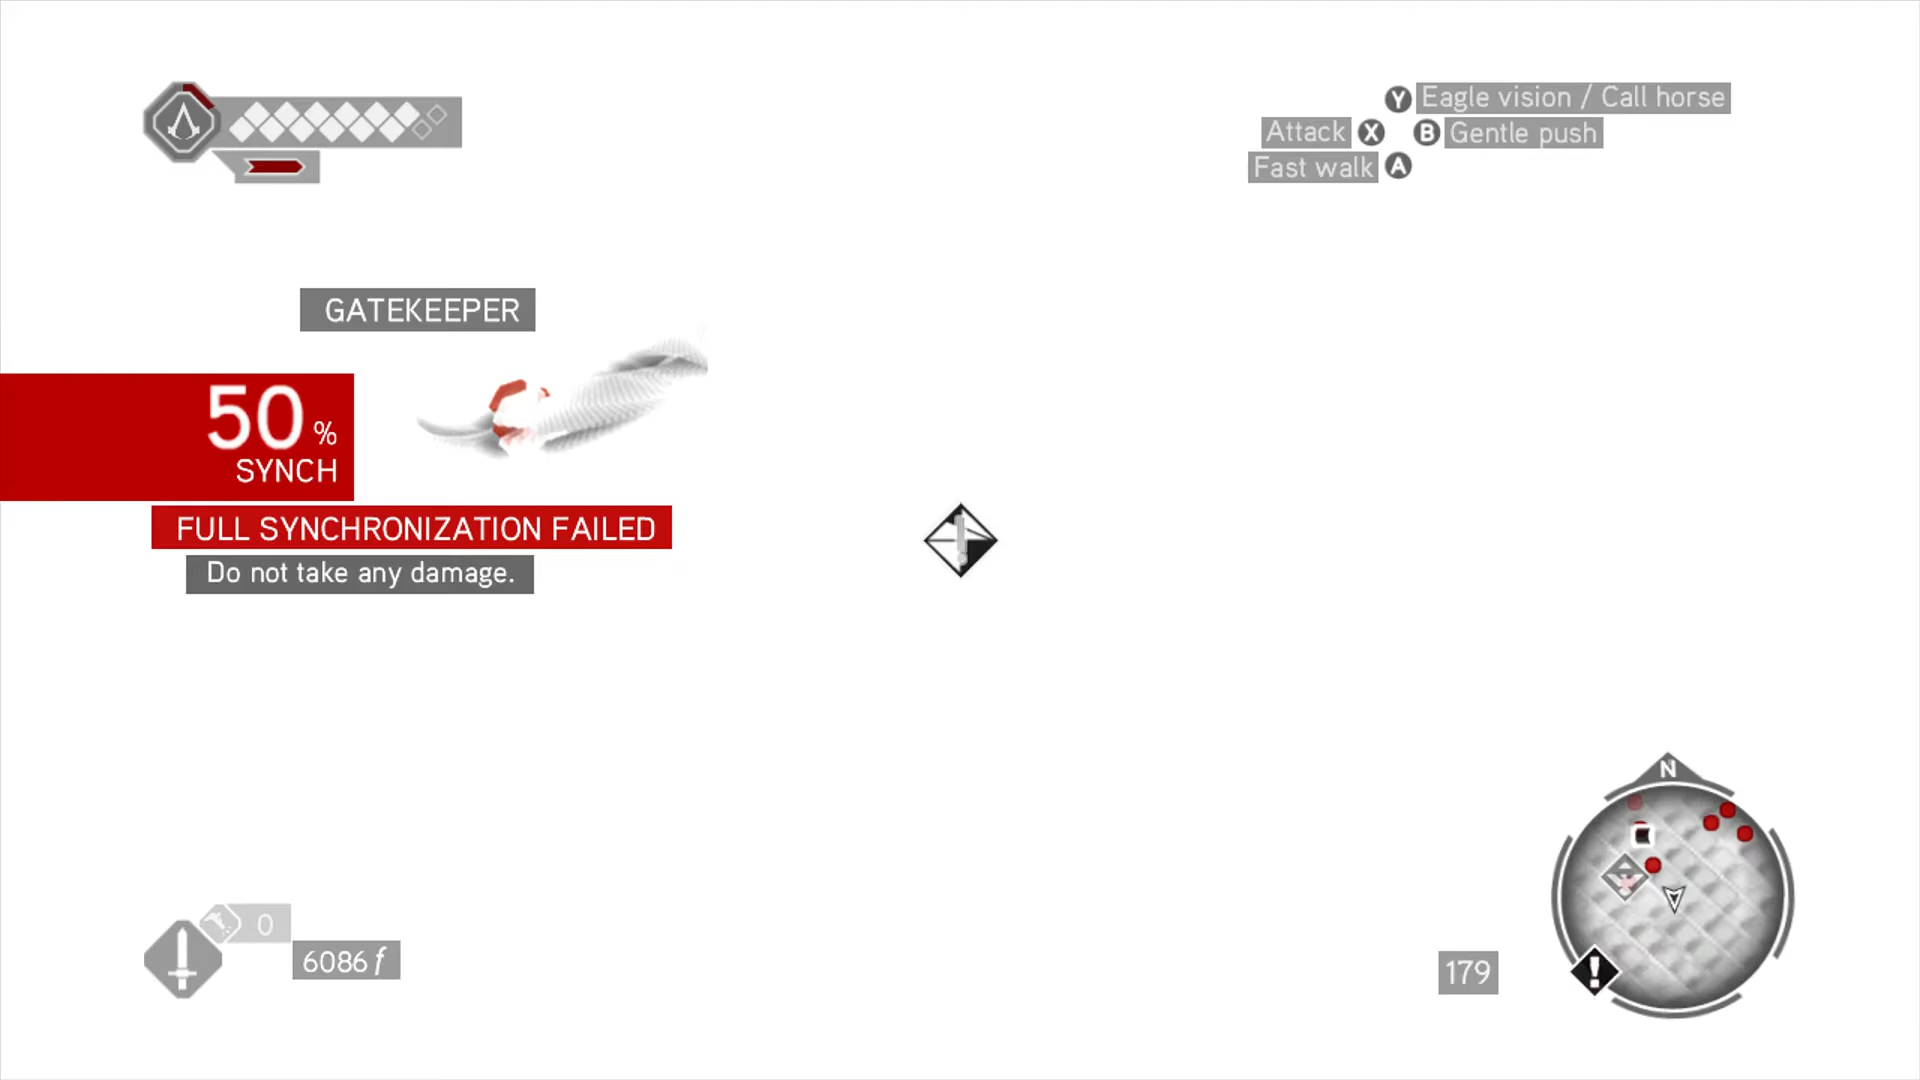 Y Eagle vision / Call horse
Attack X B Gentle push
Fast walk A
GATEKEEPER
50 %
SYNCH
FULL SYNCHRONIZATION FAILED
Do not take any damage.
N
0
6086 f
179
!